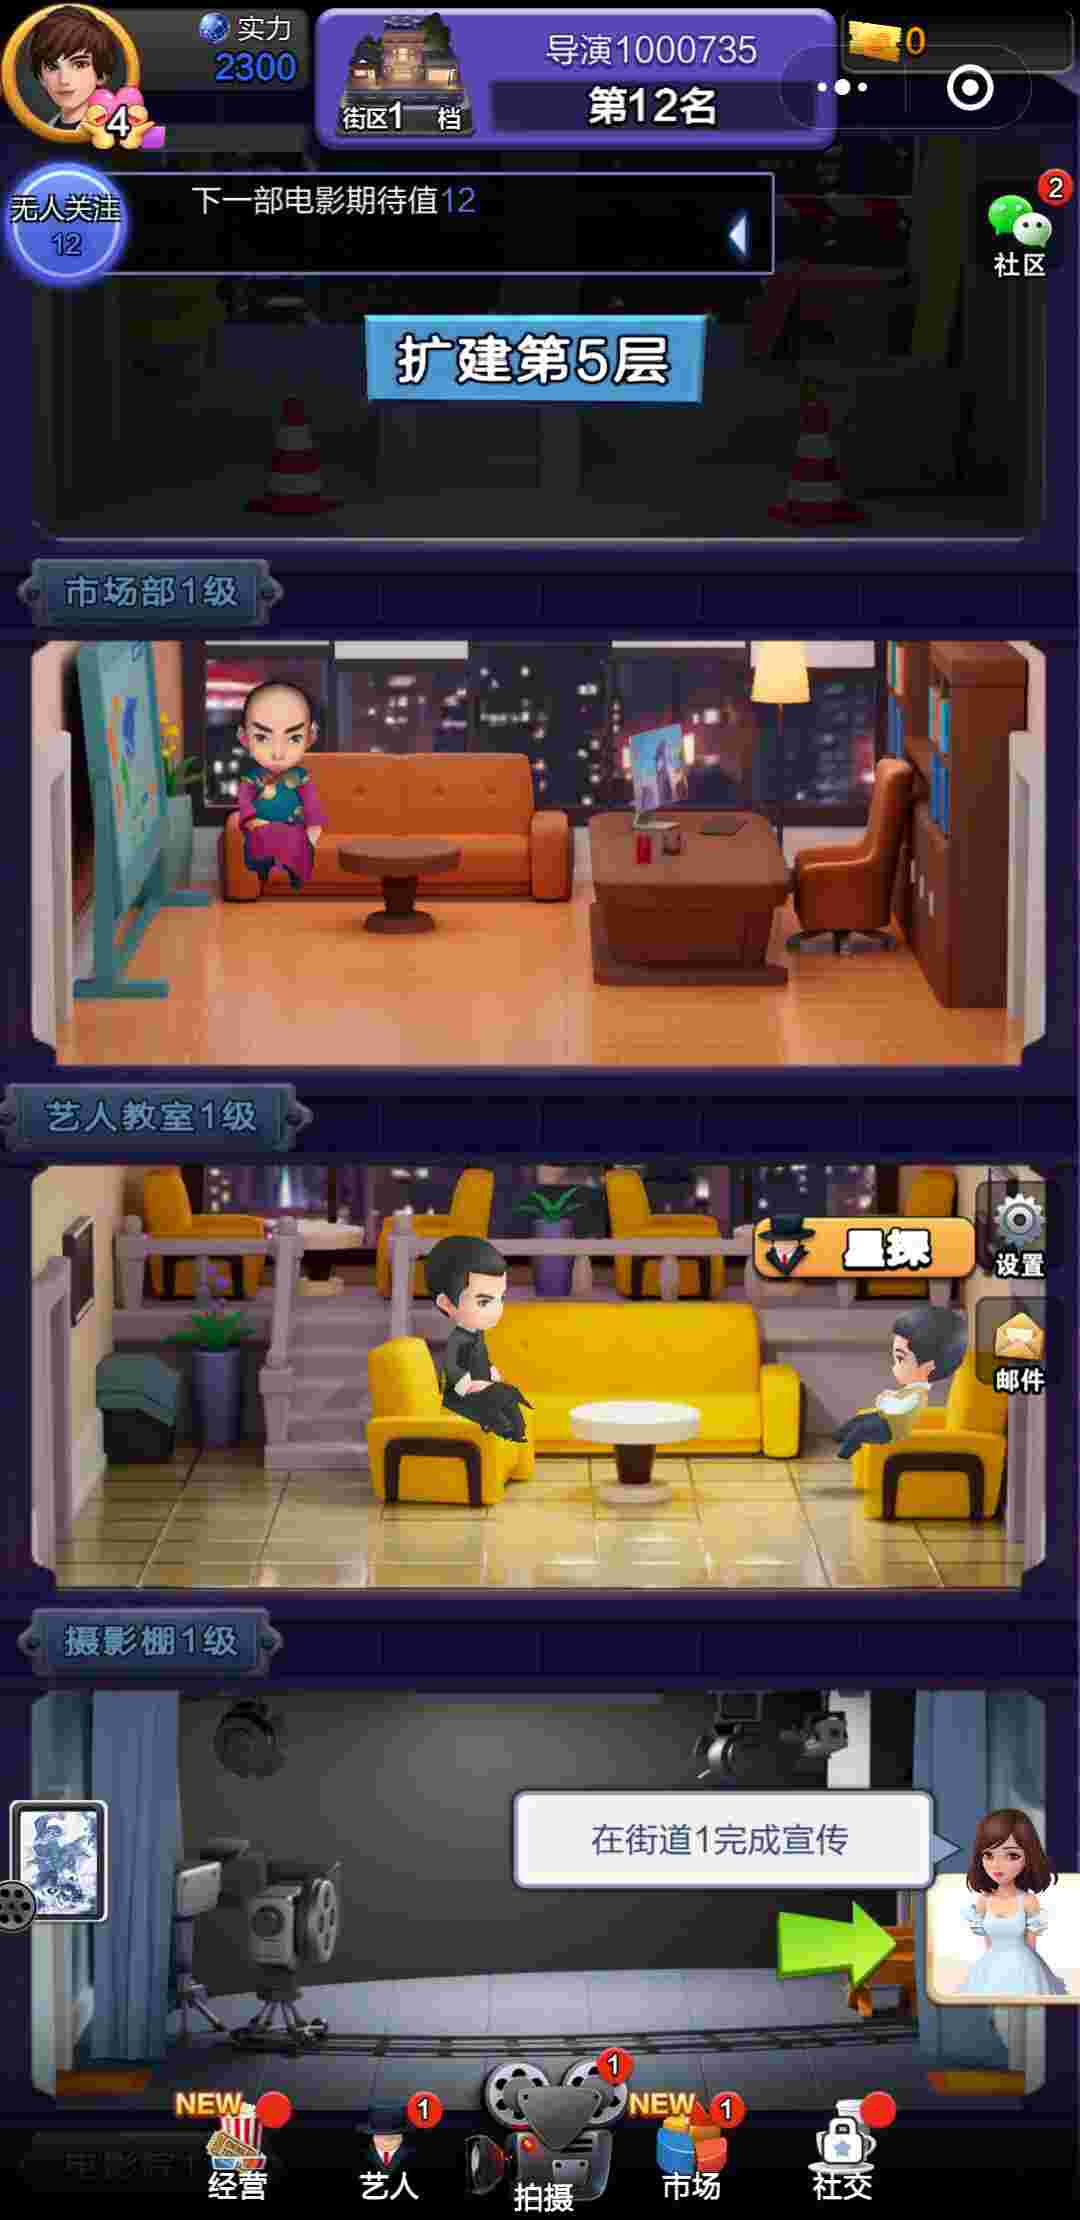 实力
2300
4
街区1 档
导演1000735
第12名
0
无人关注
12
下一部电影期待值12
2
社区
扩建第5层
市场部1级
艺人教室1级
星探
设置
邮件
摄影棚1级
在街道1完成宣传
NEW
经营
1
艺人
1
拍摄
NEW
1
市场
社交